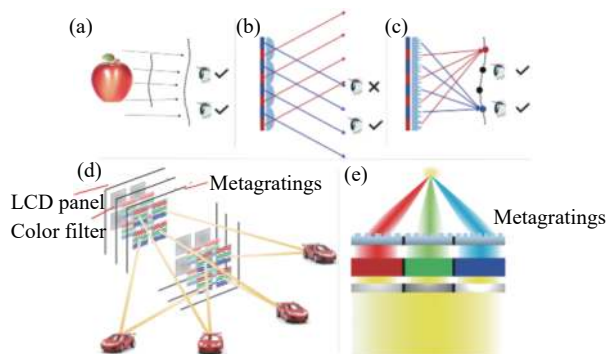 (a)
(b)
(c)
(d)
LCD panel
Color filter
Metagratings
(e)
Metagratings